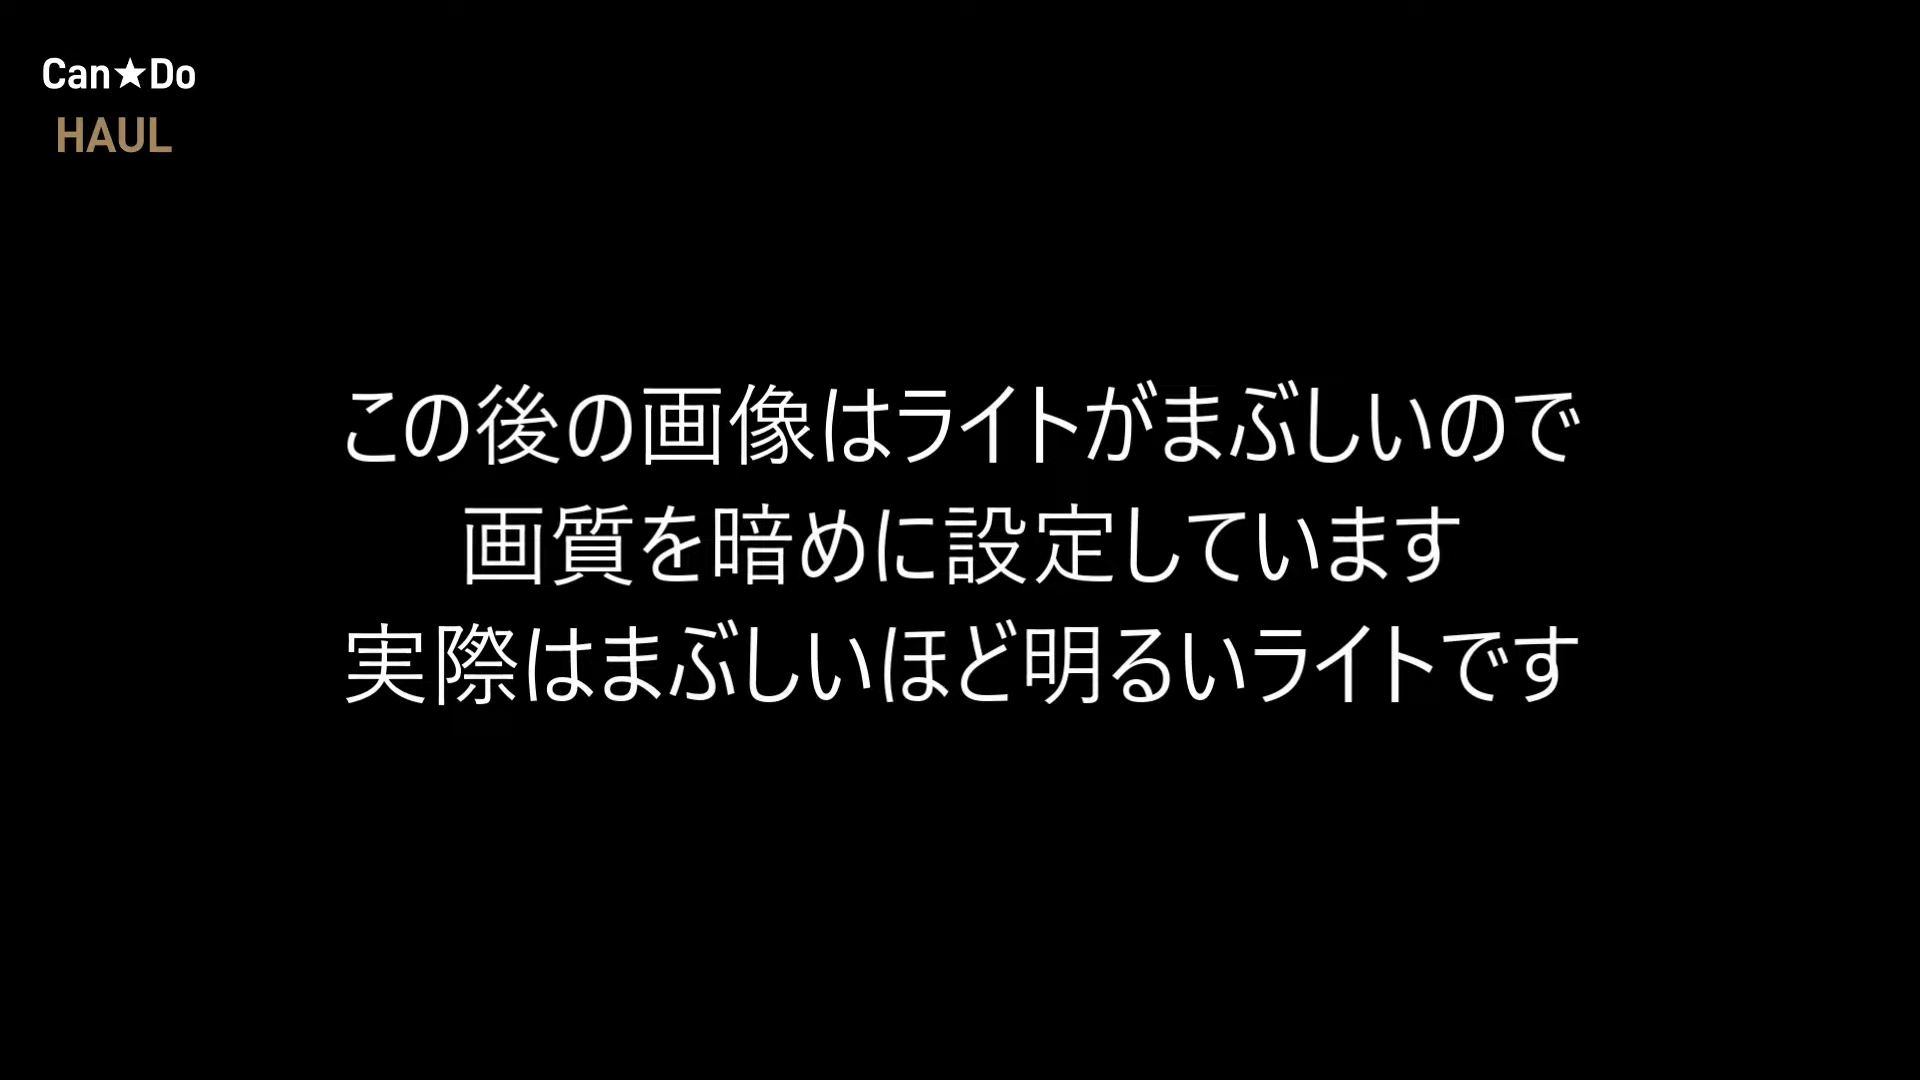 Can★Do
HAUL
この後の画像はライトがまぶしいので
画質を暗めに設定しています
実際はまぶしいほど明るいライトです